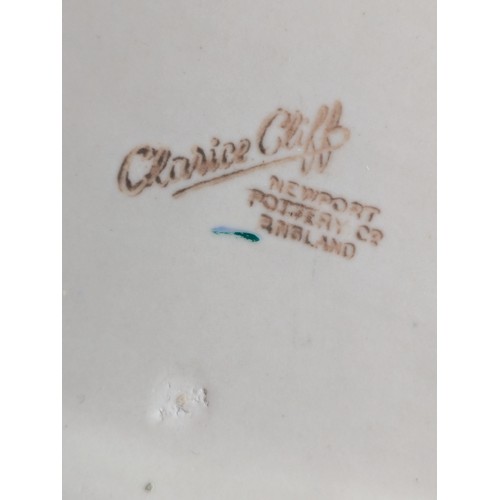 Clarice Cliff
NEWPORT
POTTERY CO
ENGLAND